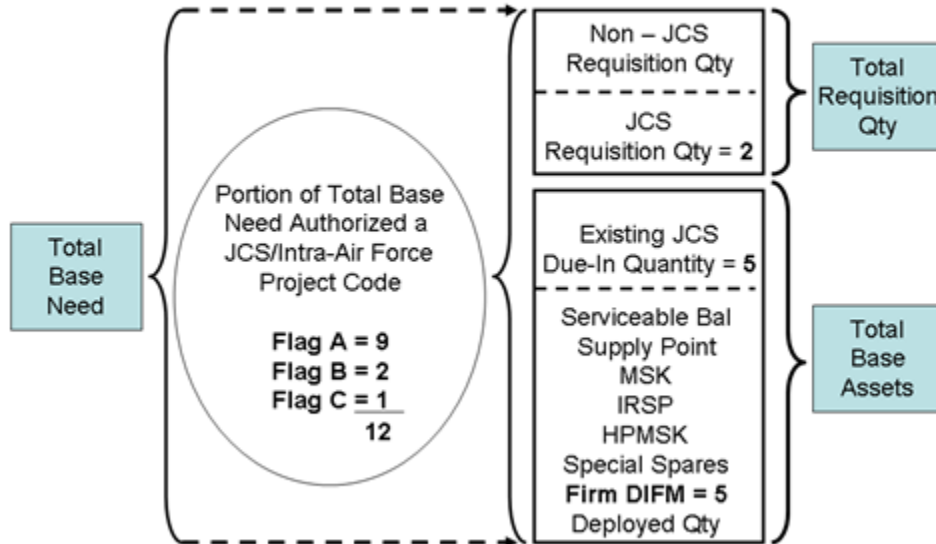 Total
Base
Need
Portion of Total Base
Need Authorized a
JCS/Intra-Air Force
Project Code
Flag A = 9
Flag B = 2
Flag C = 1
12
Non – JCS
Requisition Qty
JCS
Requisition Qty = 2
Existing JCS
Due-In Quantity = 5
Serviceable Bal
Supply Point
MSK
IRSP
HPMSK
Special Spares
Firm DIFM = 5
Deployed Qty
Total
Requisition
Qty
Total
Base
Assets